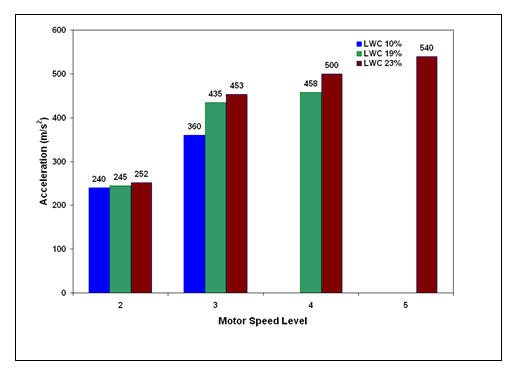 600
500
400
300
200
100
0
Acceleration (m/s²)
LWC 10%
LWC 19%
LWC 23%
240 245 252
360 435 453
458 500
540
2 3 4 5
Motor Speed Level